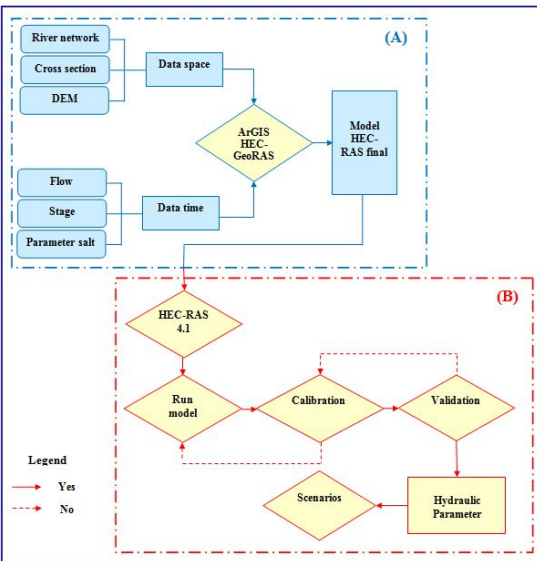 (A)
River network
Cross section
DEM
Data space
ArGIS
HEC-
GeoRAS
Model
HEC-
RAS final
Flow
Stage
Parameter salt
Data time
(B)
HEC-RAS
4.1
Run
model
Calibration
Validation
Scenarios
Hydraulic
Parameter
Legend
Yes
No